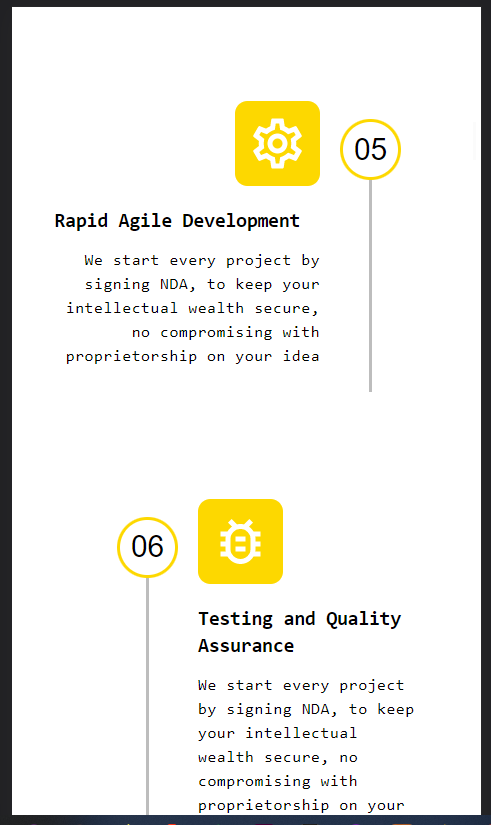 05
Rapid Agile Development
We start every project by
signing NDA, to keep your
intellectual wealth secure,
no compromising with
proprietorship on your idea
06
Testing and Quality
Assurance
We start every project
by signing NDA, to keep
your intellectual
wealth secure, no
compromising with
proprietorship on your